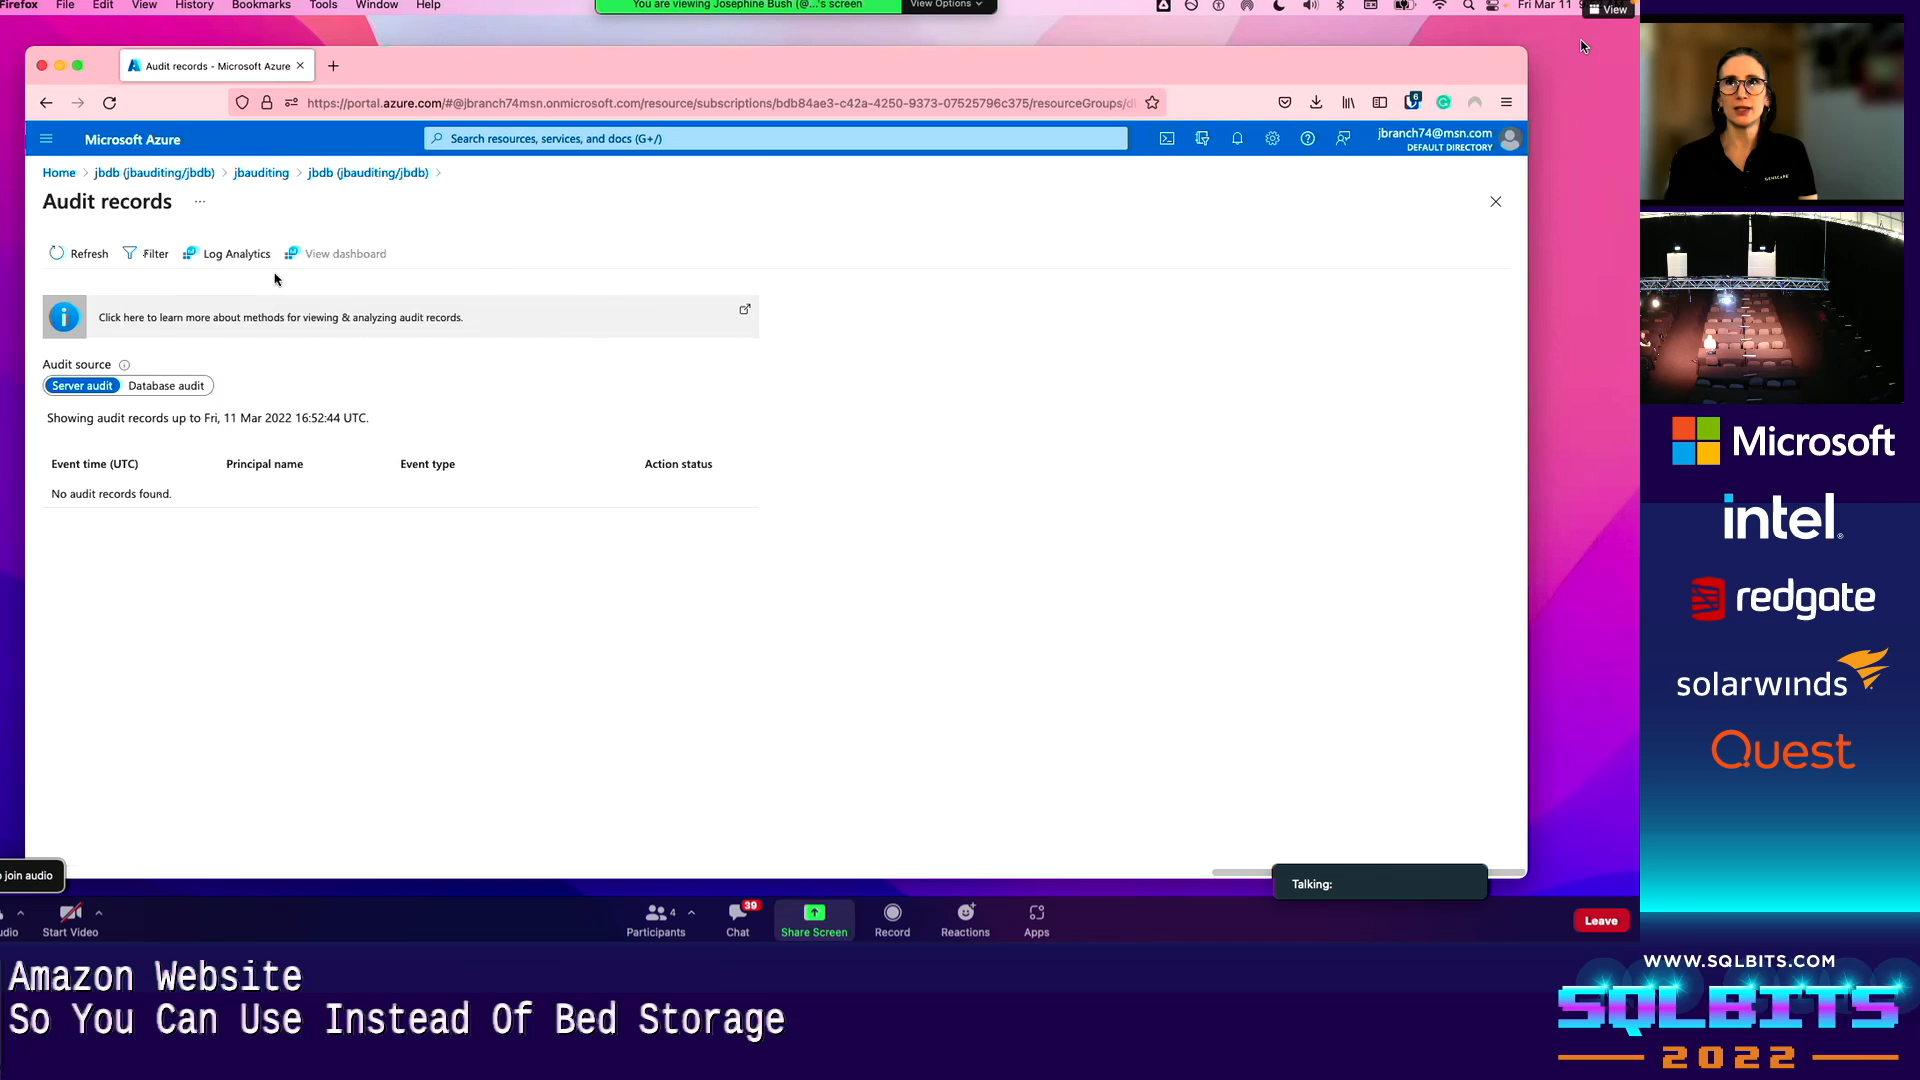 Firefox File Edit View History Bookmarks Tools Window Help
You are viewing Josephine Bush (@...'s screen
View Options
Fri Mar 11
View
Audit records - Microsoft Azure
https://portal.azure.com/#@jbranch74msn.onmicrosoft.com/resource/subscriptions/bdb84ae3-c42a-4250-9373-07525796c375/resourceGroups/d
6
Microsoft Azure
Search resources, services, and docs (G+/)
jbranch74@msn.com
DEFAULT DIRECTORY
Home > jbdb (jbauditing/jbdb) > jbauditing > jbdb (jbauditing/jbdb) >
Audit records ...
Refresh Filter Log Analytics View dashboard
Click here to learn more about methods for viewing & analyzing audit records.
Audit source
Server audit Database audit
Showing audit records up to Fri, 11 Mar 2022 16:52:44 UTC.
Event time (UTC) Principal name Event type Action status
No audit records found.
join audio
Talking:
Start Video
4
Participants
39
Chat
Share Screen
Record
Reactions
Apps
Leave
Amazon Website
So You Can Use Instead Of Bed Storage
Microsoft
intel
redgate
solarwinds
Quest
WWW.SQLBITS.COM
SQLBITS
2022